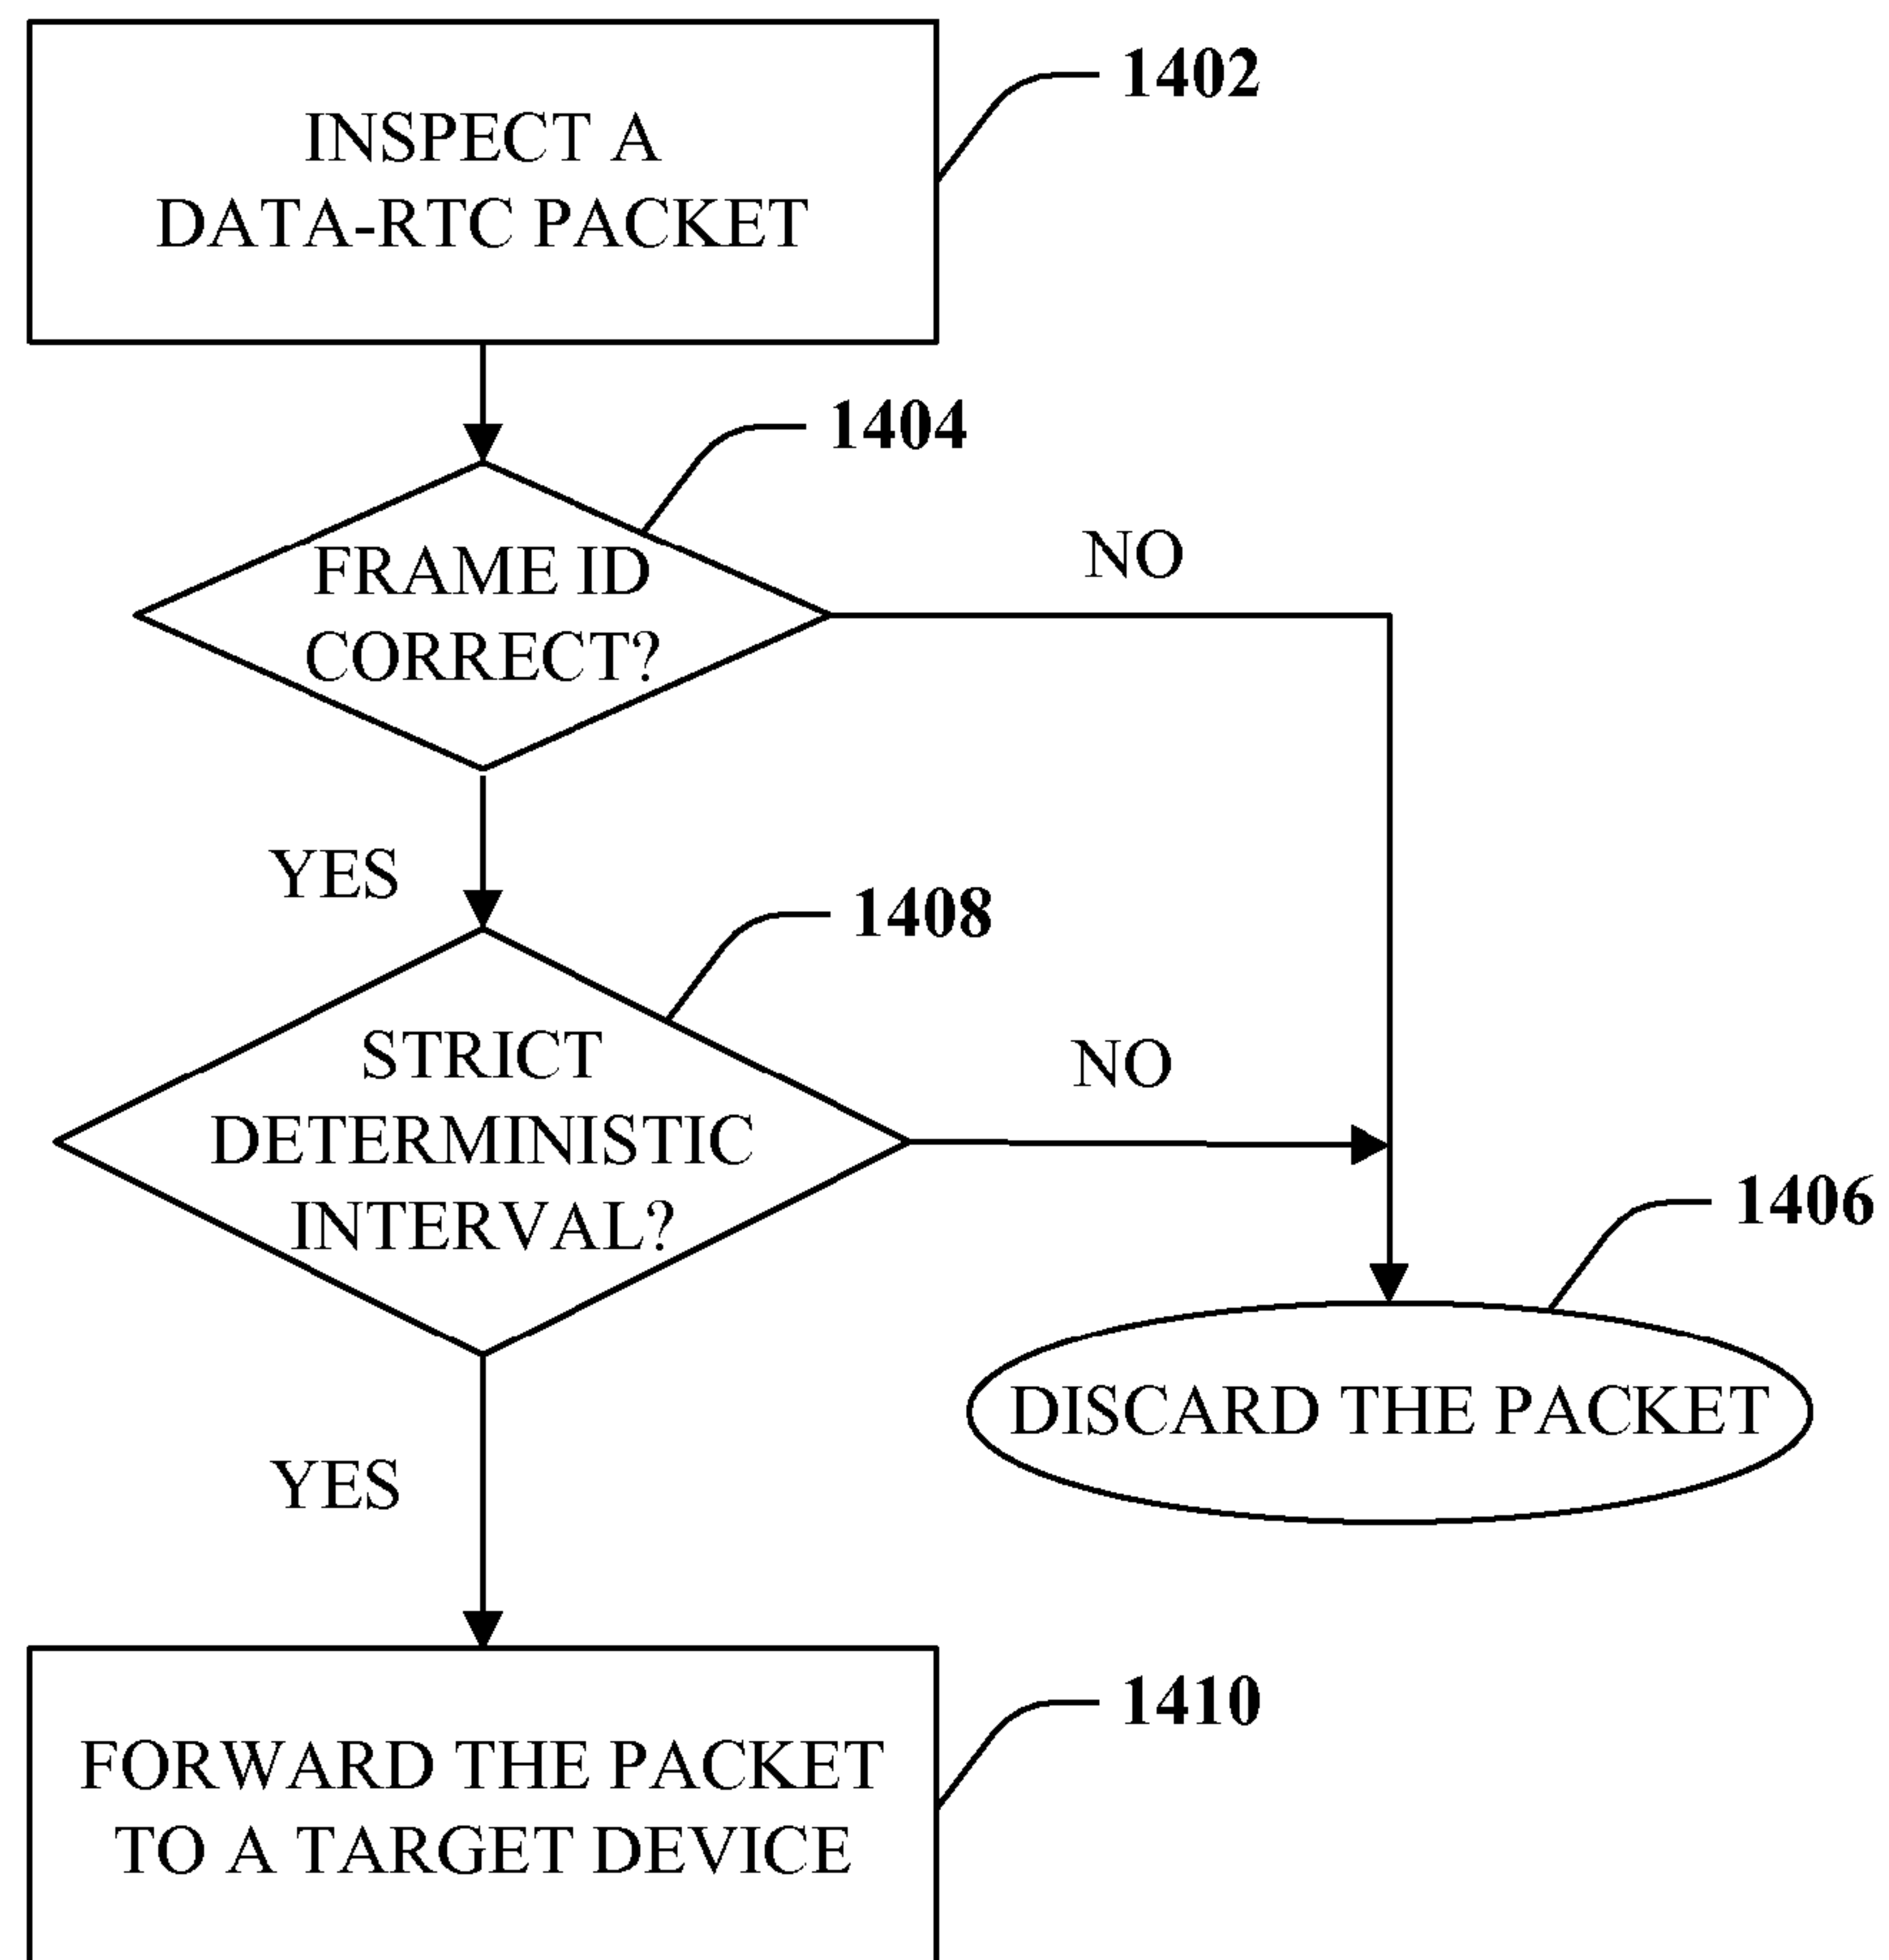 1402
INSPECT A
DATA-RTC PACKET
1404
FRAME ID
CORRECT?
NO
YES
1408
STRICT
DETERMINISTIC
INTERVAL?
NO
1406
DISCARD THE PACKET
YES
1410
FORWARD THE PACKET
TO A TARGET DEVICE